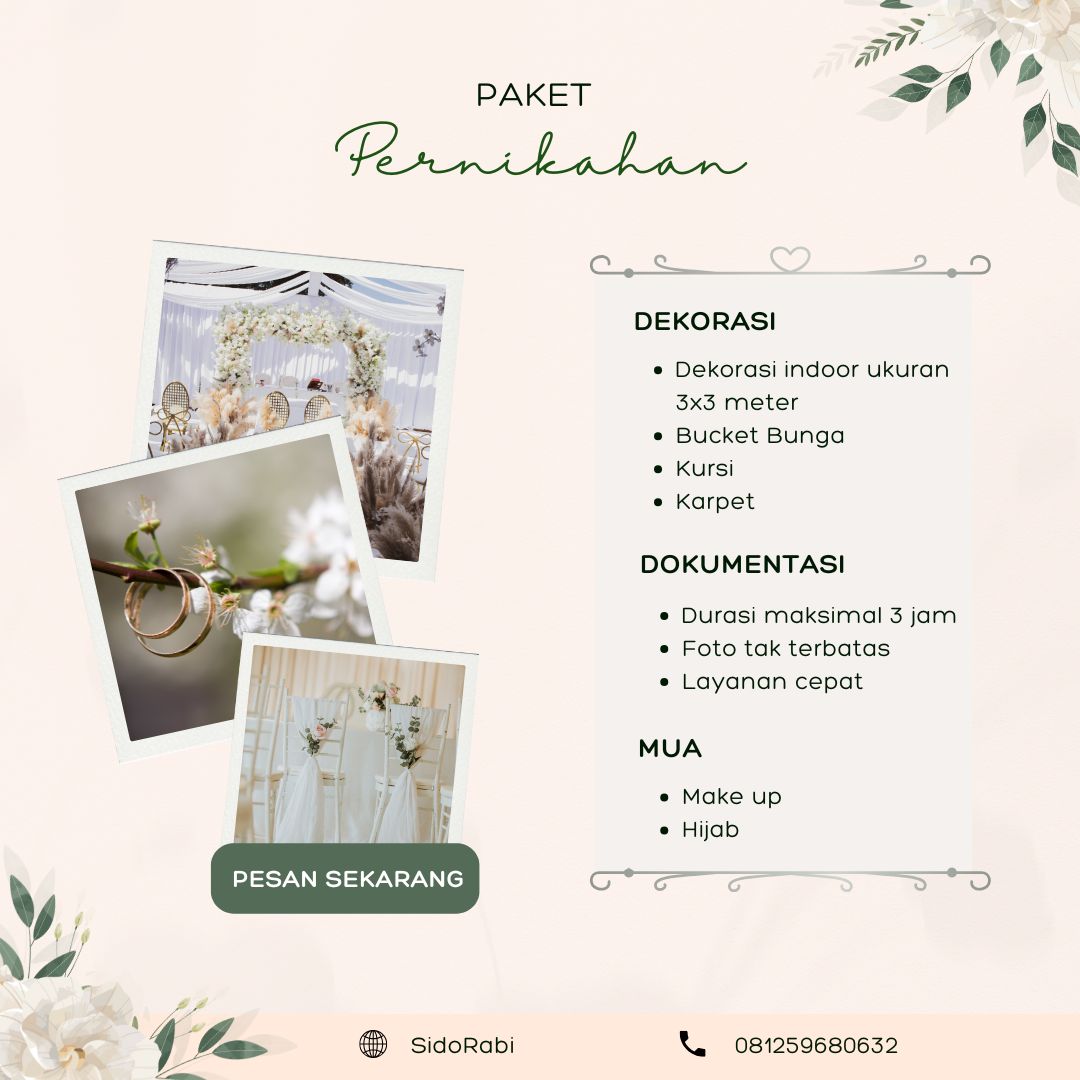 PAKET
Pernikahan
DEKORASI
Dekorasi indoor ukuran
3x3 meter
Bucket Bunga
Kursi
Karpet
DOKUMENTASI
Durasi maksimal 3 jam
Foto tak terbatas
Layanan cepat
MUA
Make up
Hijab
PESAN SEKARANG
SidoRabi
081259680632